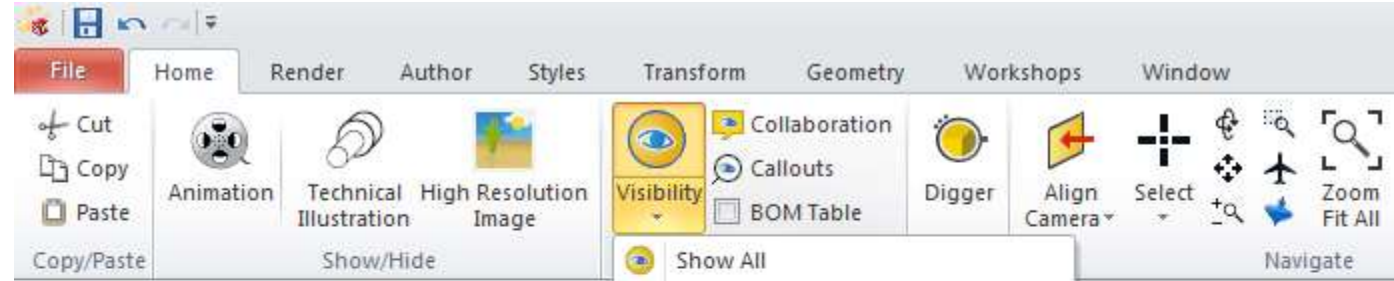 File Home Render Author Styles Transform Geometry Workshops Window
Cut
Copy
Paste
Copy/Paste
Animation
Technical
Illustration
High Resolution
Image
Show/Hide
Visibility
Collaboration
Callouts
BOM Table
Show All
Digger
Align
Camera
Select
Zoom
Fit All
Navigate